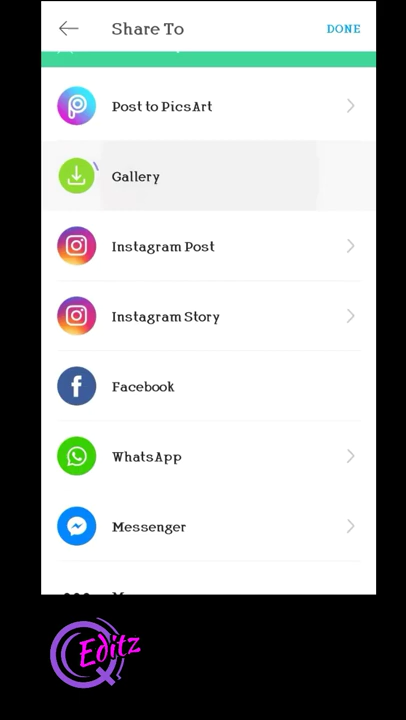 Share To
DONE
Post to PicsArt
Gallery
Instagram Post
Instagram Story
Facebook
WhatsApp
Messenger
Editz